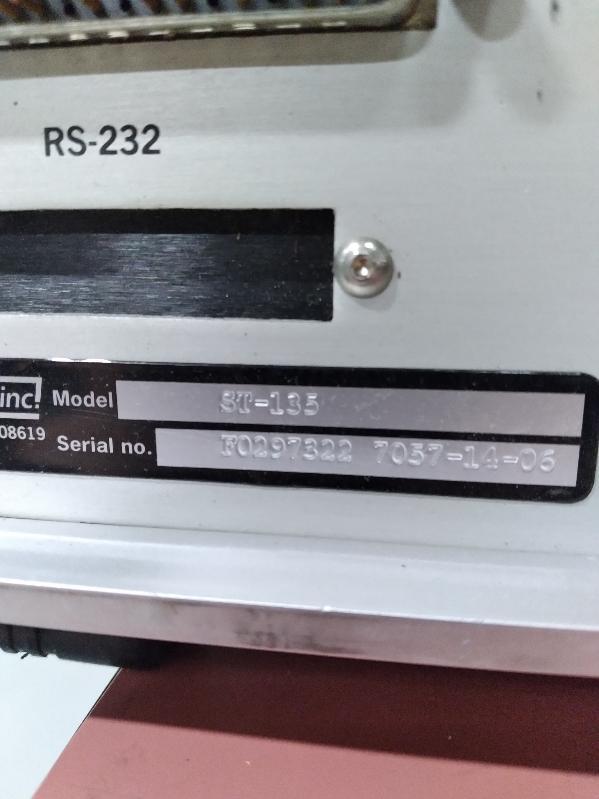 RS-232
inc. Model ST-135
08619 Serial no. F0297322 7057-14-06